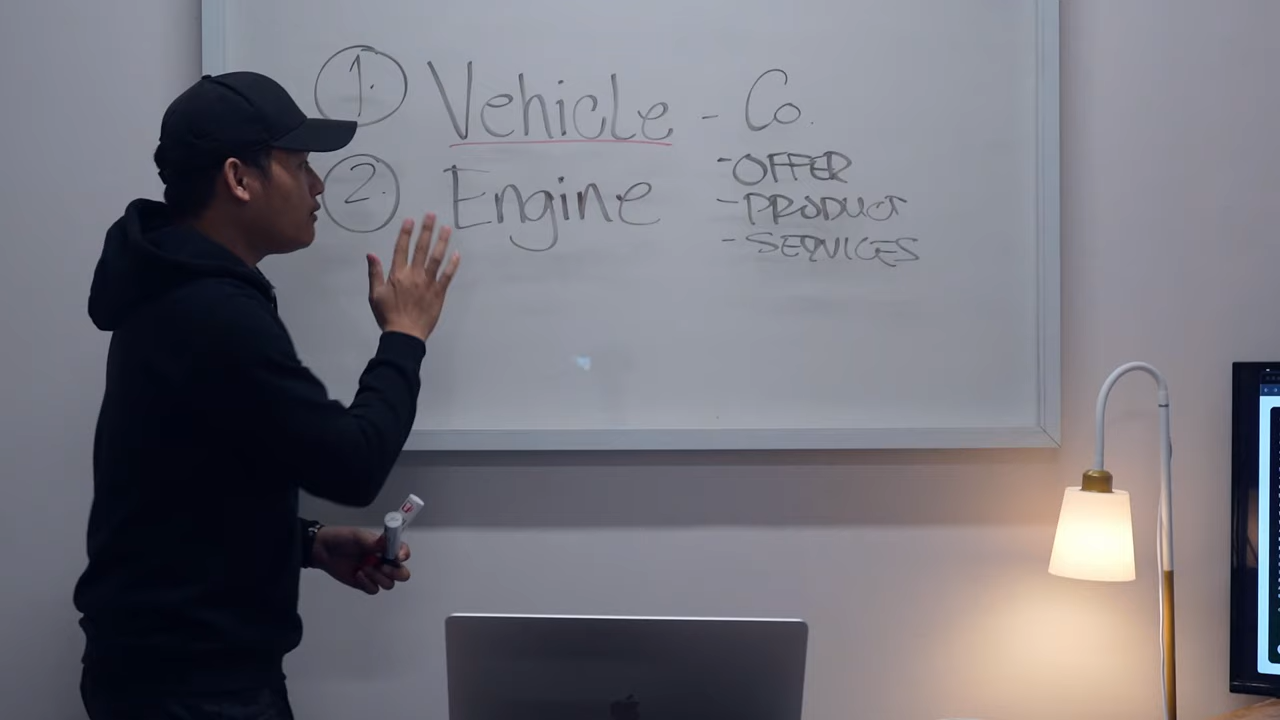 1. Vehicle - Co.
- OFFER
2. Engine
- PRODUCT
- SERVICES